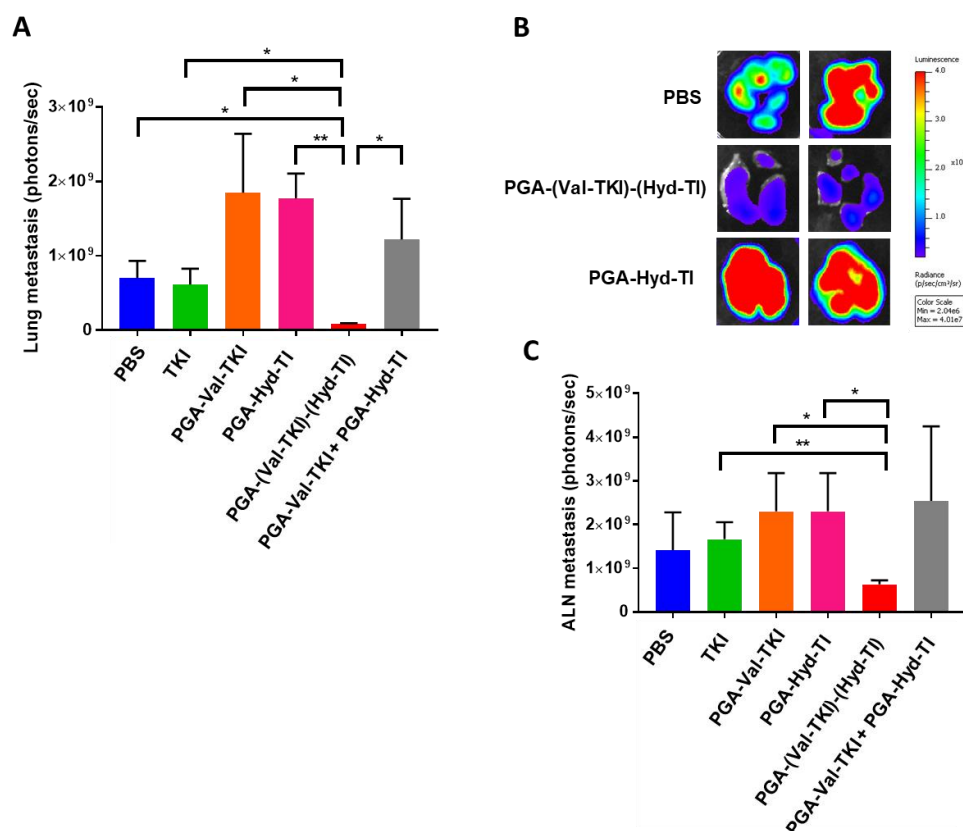 A
Lung metastasis (photons/sec)
3×10⁹
2×10⁹
1×10⁹
0
*
*
*
**
*
PBS
TKI
PGA-Val-TKI
PGA-Hyd-TI
PGA-(Val-TKI)-(Hyd-TI)
PGA-Val-TKI+ PGA-Hyd-TI
B
PBS
PGA-(Val-TKI)-(Hyd-TI)
PGA-Hyd-TI
Luminescence
4.0
3.0
2.0
x10
1.0
Radiance
(p/sec/cm²/sr)
Color Scale
Min = 2.04e6
Max = 4.01e7
C
ALN metastasis (photons/sec)
5×10⁹
4×10⁹
3×10⁹
2×10⁹
1×10⁹
0
*
*
**
PBS
TKI
PGA-Val-TKI
PGA-Hyd-TI
PGA-(Val-TKI)-(Hyd-TI)
PGA-Val-TKI+ PGA-Hyd-TI